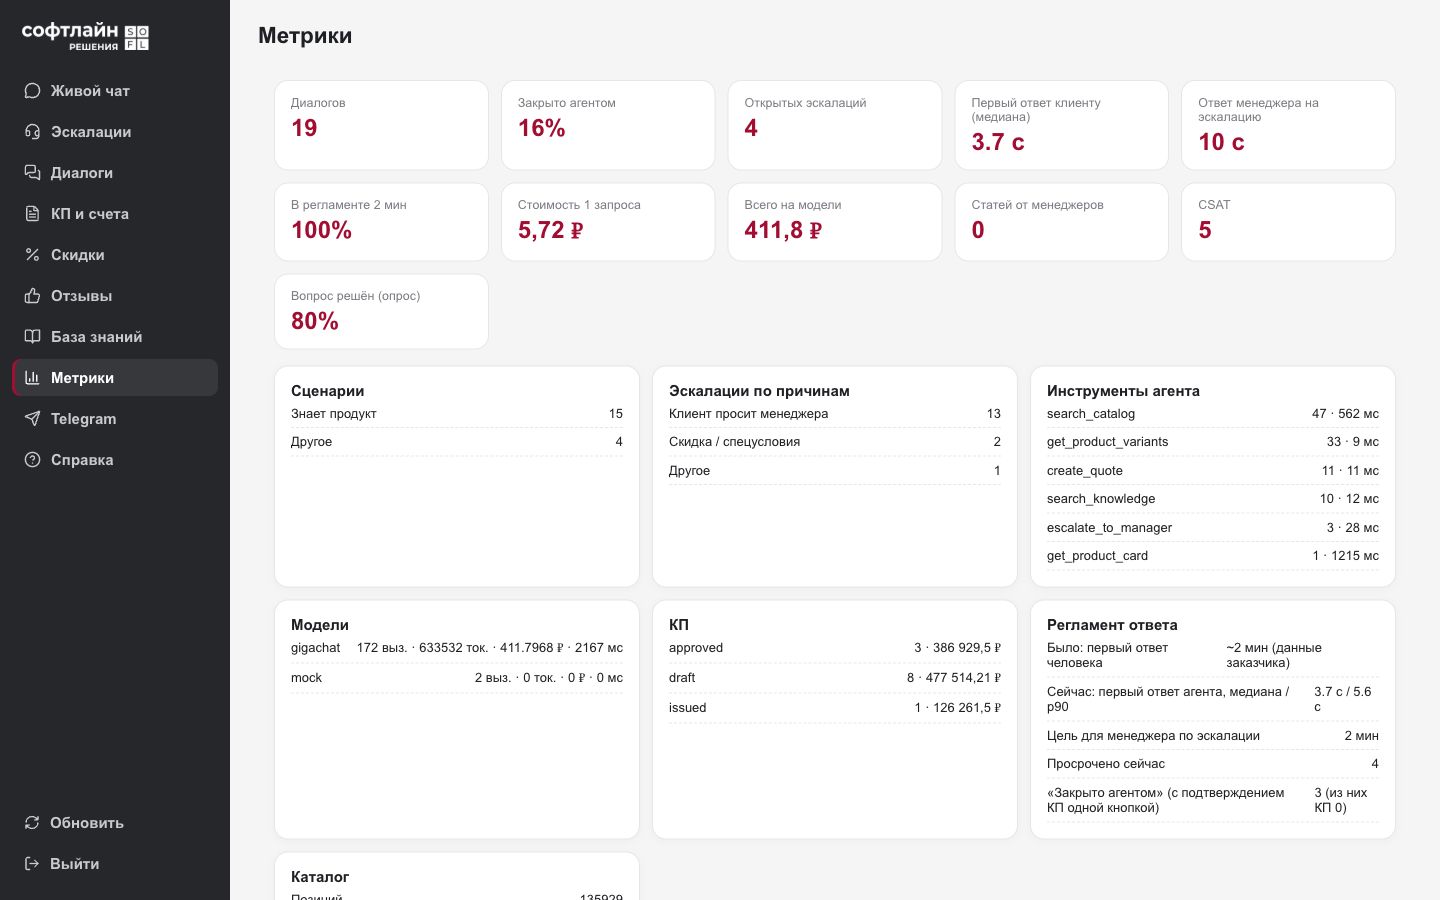 софтлайн
РЕШЕНИЯ
SO
FL
Живой чат
Эскалации
Диалоги
КП и счета
Скидки
Отзывы
База знаний
Метрики
Telegram
Справка
Обновить
Выйти
Метрики
Диалогов
19
Закрыто агентом
16%
Открытых эскалаций
4
Первый ответ клиенту
(медиана)
3.7 с
Ответ менеджера на
эскалацию
10 с
В регламенте 2 мин
100%
Стоимость 1 запроса
5,72 ₽
Всего на модели
411,8 ₽
Статей от менеджеров
0
CSAT
5
Вопрос решён (опрос)
80%
Сценарии
Знает продукт 15
Другое 4
Эскалации по причинам
Клиент просит менеджера 13
Скидка / спецусловия 2
Другое 1
Инструменты агента
search_catalog 47 · 562 мс
get_product_variants 33 · 9 мс
create_quote 11 · 11 мс
search_knowledge 10 · 12 мс
escalate_to_manager 3 · 28 мс
get_product_card 1 · 1215 мс
Модели
gigachat 172 выз. · 633532 ток. · 411.7968 ₽ · 2167 мс
mock 2 выз. · 0 ток. · 0 ₽ · 0 мс
КП
approved 3 · 386 929,5 ₽
draft 8 · 477 514,21 ₽
issued 1 · 126 261,5 ₽
Регламент ответа
Было: первый ответ
человека
~2 мин (данные
заказчика)
Сейчас: первый ответ агента, медиана /
p90
3.7 с / 5.6
с
Цель для менеджера по эскалации 2 мин
Просрочено сейчас 4
«Закрыто агентом» (с подтверждением
КП одной кнопкой)
3 (из них
КП 0)
Каталог
Позиций 135929